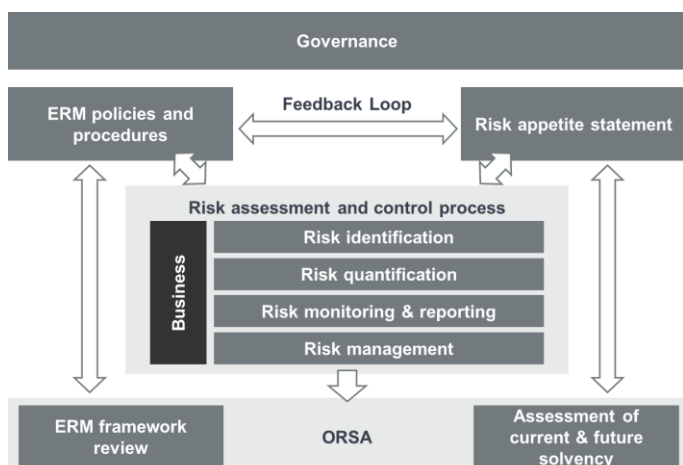 Governance
ERM policies and
procedures
Feedback Loop
Risk appetite statement
Risk assessment and control process
Business
Risk identification
Risk quantification
Risk monitoring & reporting
Risk management
ERM framework
review
ORSA
Assessment of
current & future
solvency